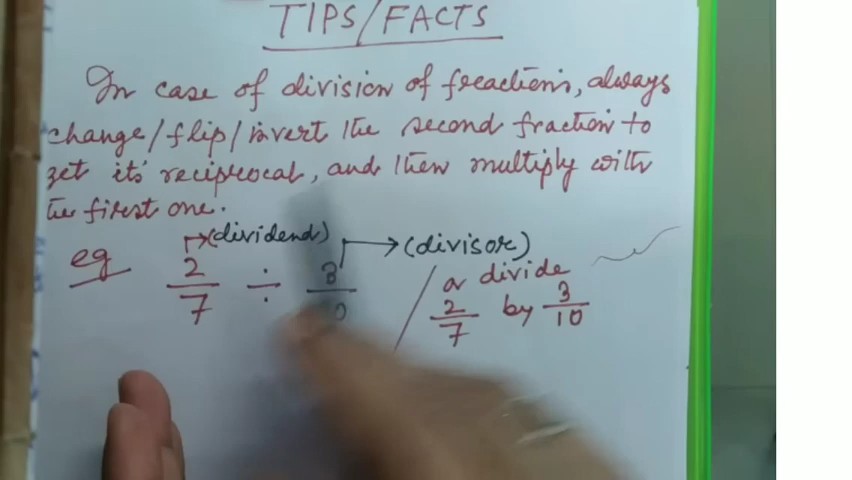 TIPS/FACTS
In case of division of fractions, always
change/flip/invert the second fraction to
get its' reciprocal, and then multiply with
the first one.
eg (dividend) (divisor)
2/7 ÷ 3/10 or divide
2/7 by 3/10